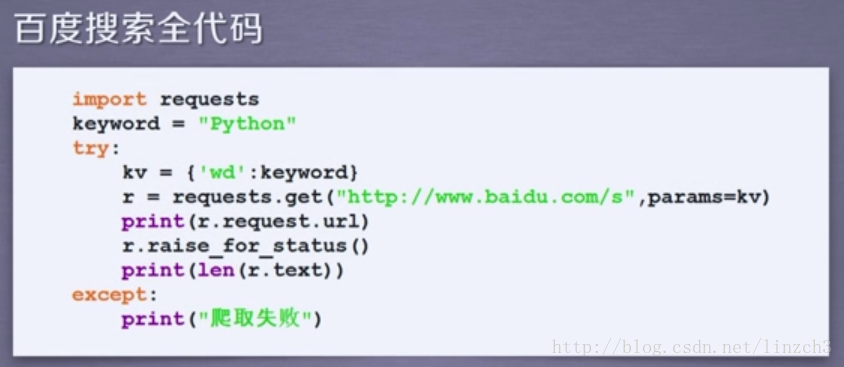 百度搜索全代码
import requests
keyword = "Python"
try:
    kv = {'wd':keyword}
    r = requests.get("http://www.baidu.com/s",params=kv)
    print(r.request.url)
    r.raise_for_status()
    print(len(r.text))
except:
    print("爬取失败")
http://blog.csdn.net/linzch3